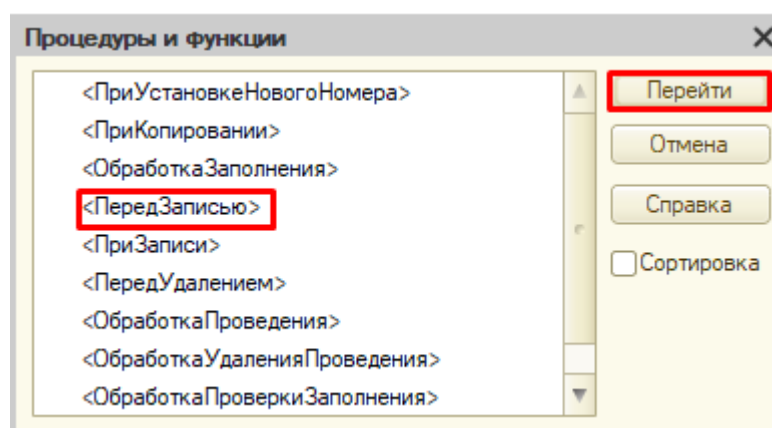 Процедуры и функции
<ПриУстановкеНовогоНомера>
<ПриКопировании>
<ОбработкаЗаполнения>
<ПередЗаписью>
<ПриЗаписи>
<ПередУдалением>
<ОбработкаПроведения>
<ОбработкаУдаленияПроведения>
<ОбработкаПроверкиЗаполнения>
Перейти
Отмена
Справка
Сортировка